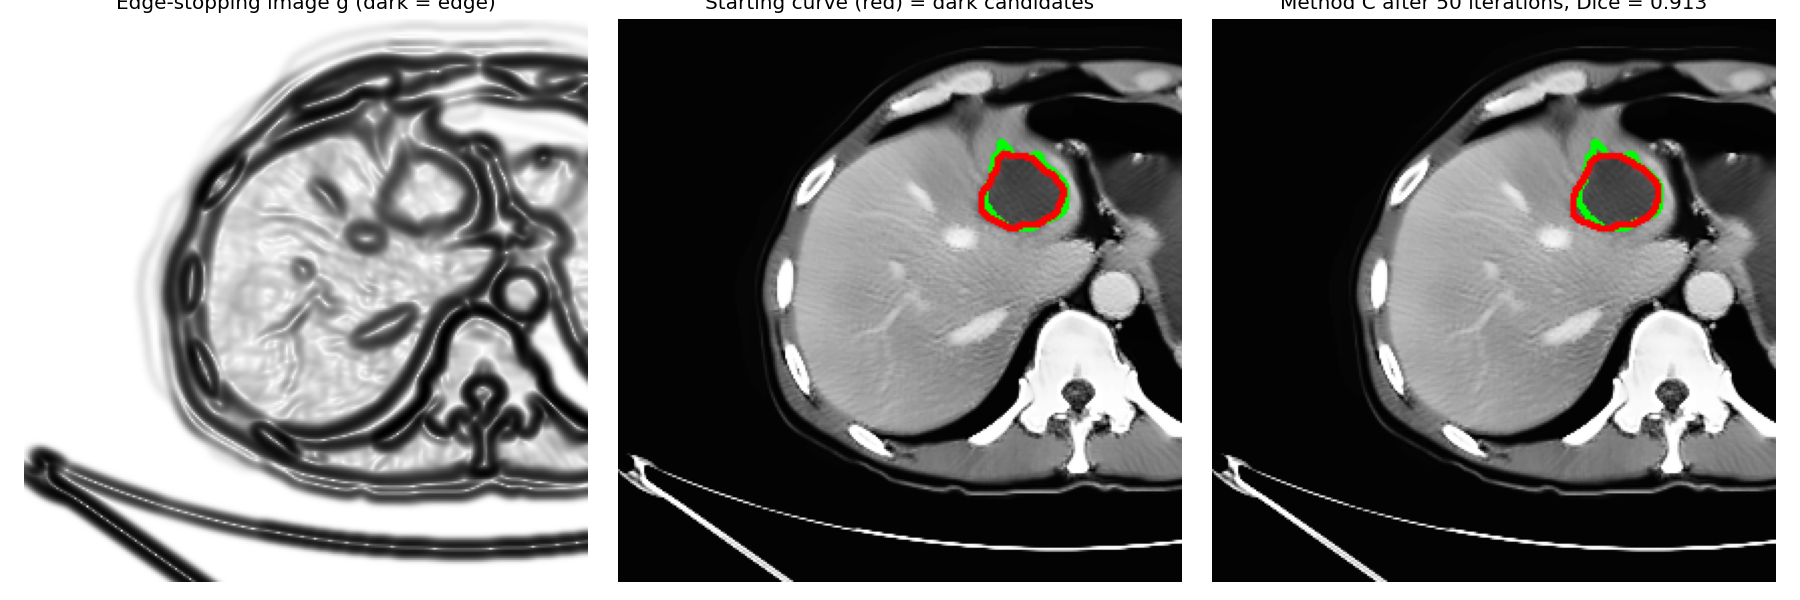 Edge-stopping image g (dark = edge)
Starting curve (red) = dark candidates
Method C after 50 iterations, Dice = 0.913